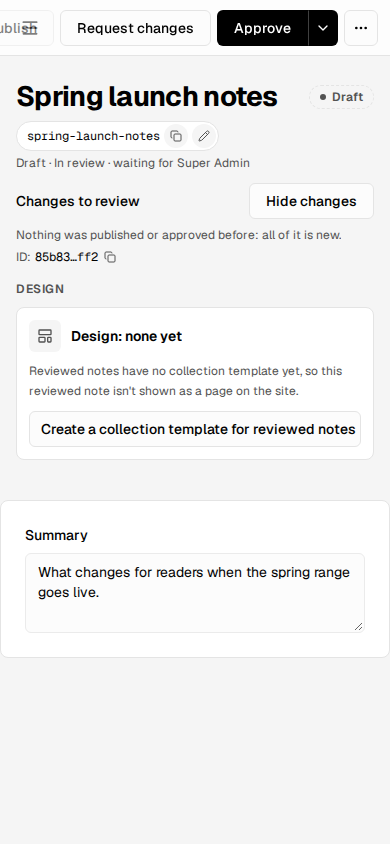 Request changes
Approve
Spring launch notes
Draft
spring-launch-notes
Draft · In review · waiting for Super Admin
Changes to review
Hide changes
Nothing was published or approved before: all of it is new.
ID: 85b83…ff2
DESIGN
Design: none yet
Reviewed notes have no collection template yet, so this
reviewed note isn't shown as a page on the site.
Create a collection template for reviewed notes
Summary
What changes for readers when the spring range
goes live.